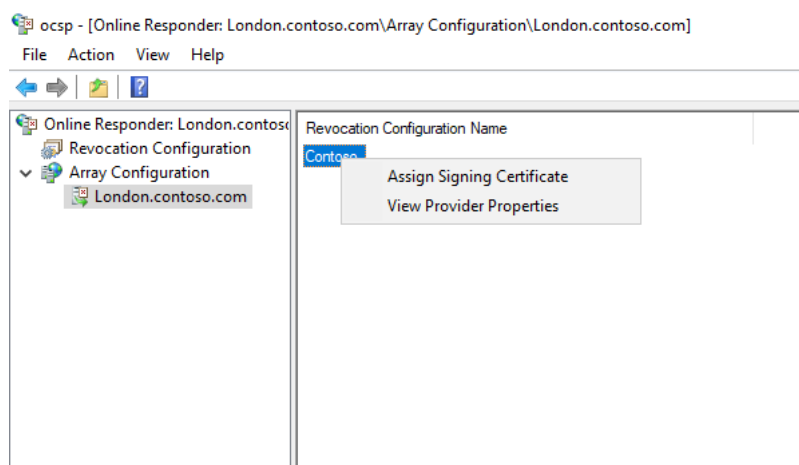 ocsp - [Online Responder: London.contoso.com\Array Configuration\London.contoso.com]
File Action View Help
Online Responder: London.contoso
Revocation Configuration
Array Configuration
London.contoso.com
Revocation Configuration Name
Contoso
Assign Signing Certificate
View Provider Properties